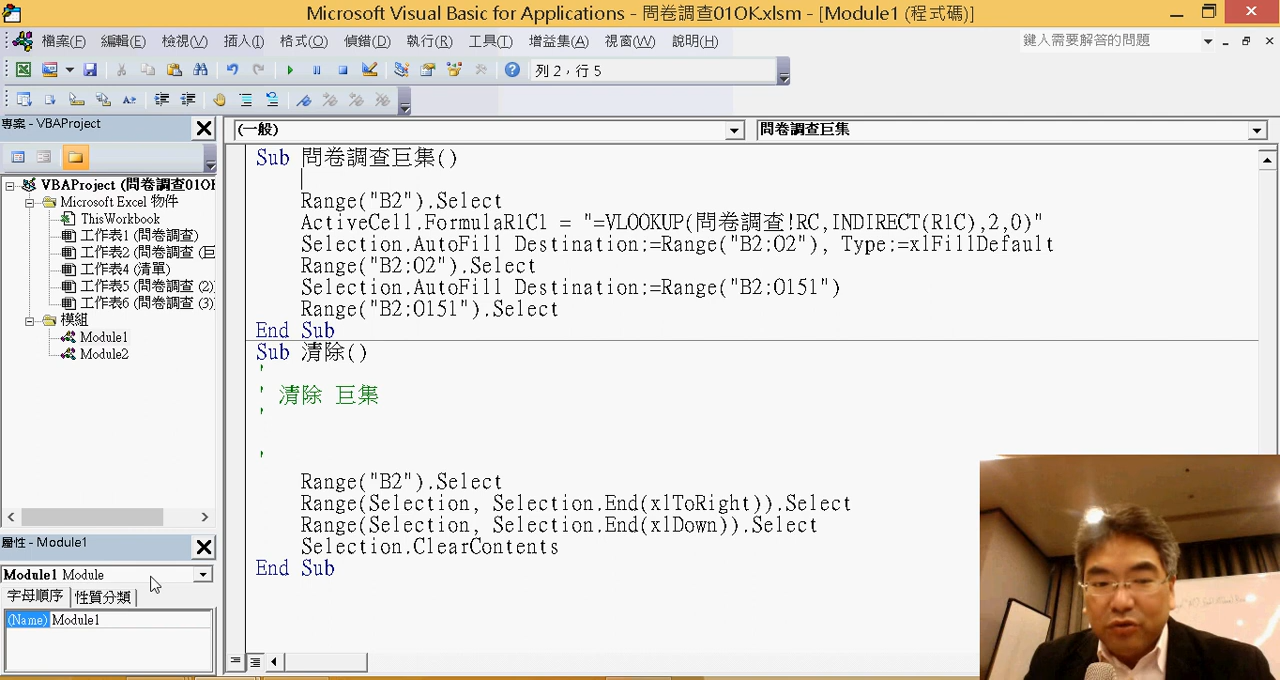 Microsoft Visual Basic for Applications - 問卷調查01OK.xlsm - [Module1 (程式碼)]
檔案(F) 編輯(E) 檢視(V) 插入(I) 格式(O) 偵錯(D) 執行(R) 工具(T) 增益集(A) 視窗(W) 說明(H) 鍵入需要解答的問題
列 2，行 5
專案 - VBAProject
(一般) 問卷調查巨集
VBAProject (問卷調查01OK
Microsoft Excel 物件
ThisWorkbook
工作表1 (問卷調查)
工作表2 (問卷調查 (巨
工作表4 (清單)
工作表5 (問卷調查 (2)
工作表6 (問卷調查 (3)
模組
Module1
Module2
屬性 - Module1
Module1 Module
字母順序 性質分類
(Name) Module1
Sub 問卷調查巨集()
Range("B2").Select
ActiveCell.FormulaR1C1 = "=VLOOKUP(問卷調查!RC,INDIRECT(R1C),2,0)"
Selection.AutoFill Destination:=Range("B2:O2"), Type:=xlFillDefault
Range("B2:O2").Select
Selection.AutoFill Destination:=Range("B2:O151")
Range("B2:O151").Select
End Sub
Sub 清除()
'
' 清除 巨集
'
'
Range("B2").Select
Range(Selection, Selection.End(xlToRight)).Select
Range(Selection, Selection.End(xlDown)).Select
Selection.ClearContents
End Sub